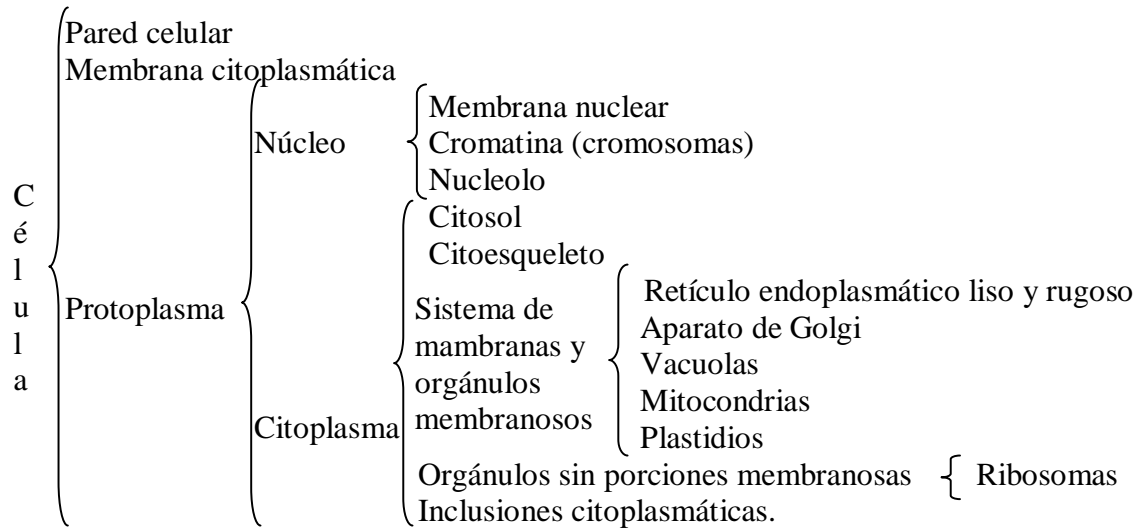 Célula
Pared celular
Membrana citoplasmática
Protoplasma
Núcleo
Membrana nuclear
Cromatina (cromosomas)
Nucleolo
Citoplasma
Citosol
Citoesqueleto
Sistema de
mambranas y
orgánulos
membranosos
Retículo endoplasmático liso y rugoso
Aparato de Golgi
Vacuolas
Mitocondrias
Plastidios
Orgánulos sin porciones membranosas
Ribosomas
Inclusiones citoplasmáticas.